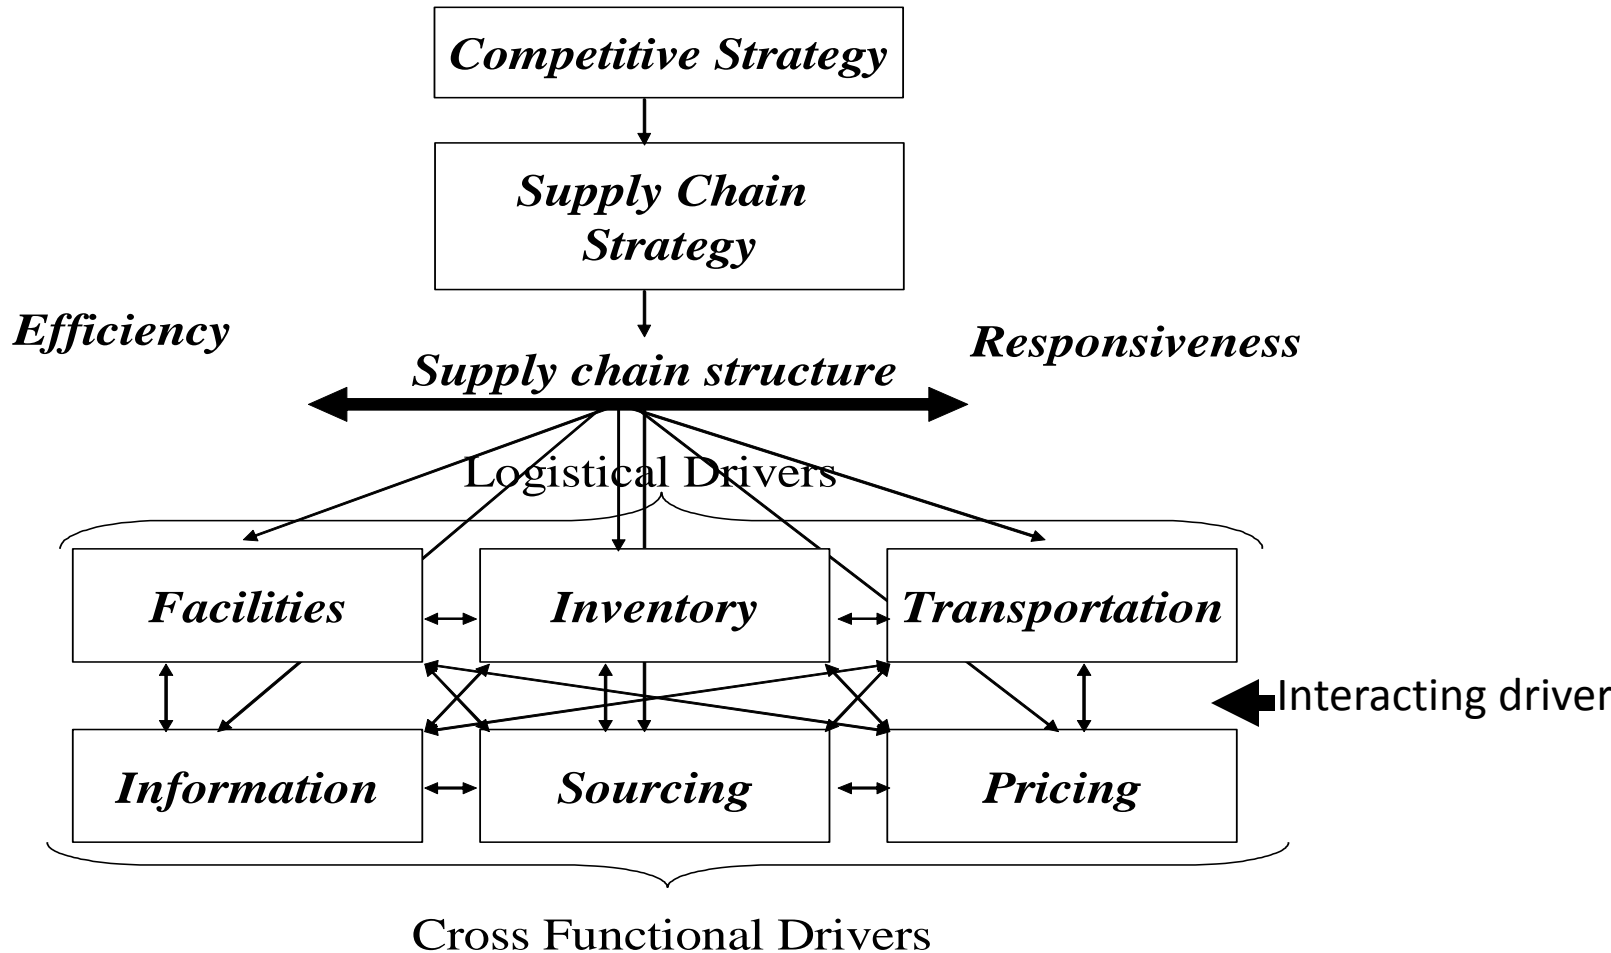 Competitive Strategy
Supply Chain
Strategy
Efficiency
Responsiveness
Supply chain structure
Logistical Drivers
Facilities
Inventory
Transportation
Interacting driver
Information
Sourcing
Pricing
Cross Functional Drivers